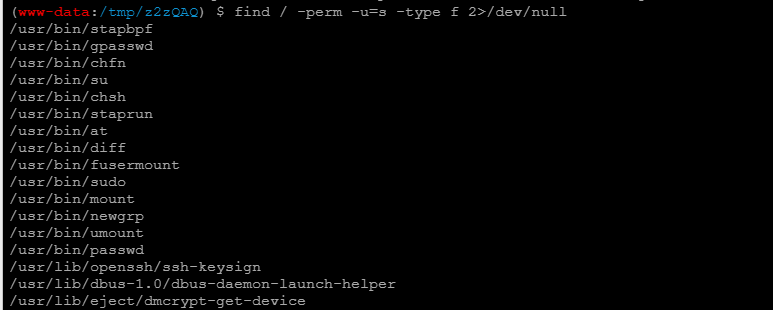 (www-data:/tmp/z2zQAQ) $ find / -perm -u=s -type f 2>/dev/null
/usr/bin/stapbpf
/usr/bin/gpasswd
/usr/bin/chfn
/usr/bin/su
/usr/bin/chsh
/usr/bin/staprun
/usr/bin/at
/usr/bin/diff
/usr/bin/fusermount
/usr/bin/sudo
/usr/bin/mount
/usr/bin/newgrp
/usr/bin/umount
/usr/bin/passwd
/usr/lib/openssh/ssh-keysign
/usr/lib/dbus-1.0/dbus-daemon-launch-helper
/usr/lib/eject/dmcrypt-get-device